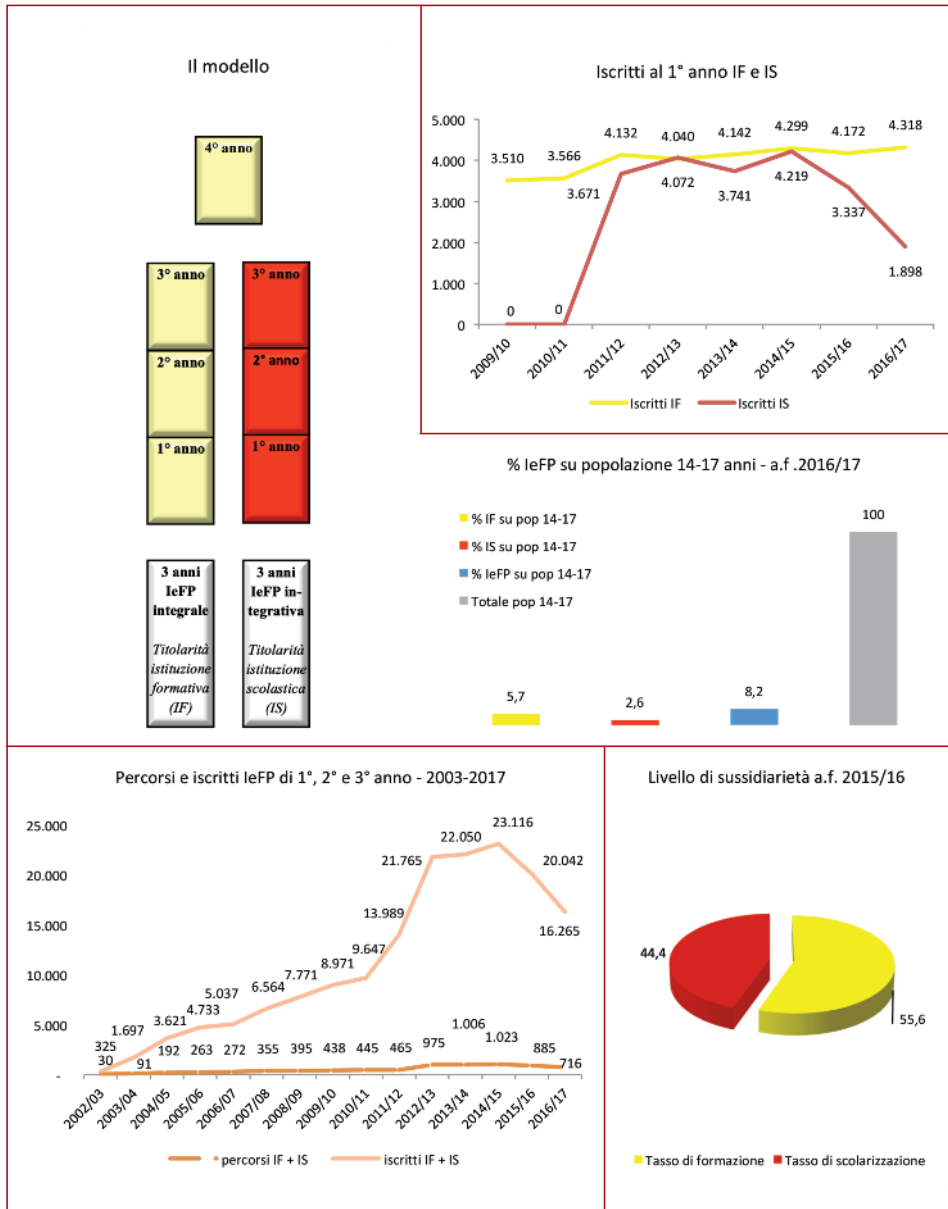 Il modello
4° anno
3° anno
3° anno
2° anno
2° anno
1° anno
1° anno
3 anni
IeFP
integrale
Titolarità
istituzione
formativa
(IF)
3 anni
IeFP in-
tegrativa
Titolarità
istituzione
scolastica
(IS)
Iscritti al 1° anno IF e IS
5.000
4.000
3.000
2.000
1.000
0
3.510
3.566
4.132
4.040
4.142
4.299
4.172
4.318
0
0
3.671
4.072
3.741
4.219
3.337
1.898
2009/10
2010/11
2011/12
2012/13
2013/14
2014/15
2015/16
2016/17
Iscritti IF
Iscritti IS
% IeFP su popolazione 14-17 anni - a.f .2016/17
% IF su pop 14-17
% IS su pop 14-17
% IeFP su pop 14-17
Totale pop 14-17
5,7
2,6
8,2
100
Percorsi e iscritti IeFP di 1°, 2° e 3° anno - 2003-2017
25.000
20.000
15.000
10.000
5.000
-
325
1.697
3.621
4.733
5.037
6.564
7.771
8.971
9.647
13.989
21.765
22.050
23.116
20.042
16.265
30
91
192
263
272
355
395
438
445
465
975
1.006
1.023
885
716
2002/03
2003/04
2004/05
2005/06
2006/07
2007/08
2008/09
2009/10
2010/11
2011/12
2012/13
2013/14
2014/15
2015/16
2016/17
percorsi IF + IS
iscritti IF + IS
Livello di sussidiarietà a.f. 2015/16
44,4
55,6
Tasso di formazione
Tasso di scolarizzazione